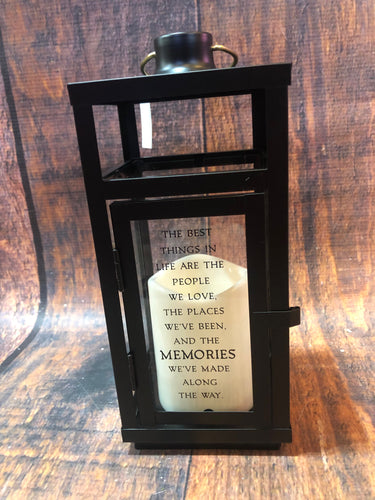 THE BEST
THINGS IN
LIFE ARE THE
PEOPLE
WE LOVE,
THE PLACES
WE'VE BEEN,
AND THE
MEMORIES
WE'VE MADE
ALONG
THE WAY.